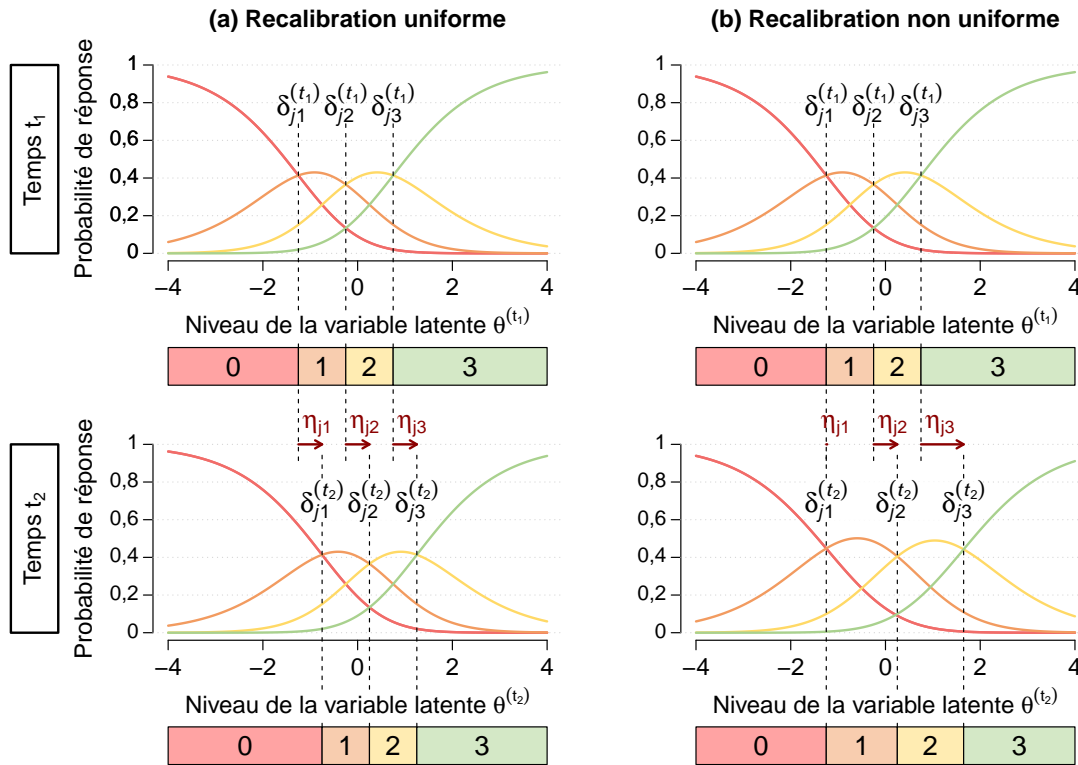 (a) Recalibration uniforme
(b) Recalibration non uniforme
Temps t1
Probabilité de réponse
1
0,8
0,6
0,4
0,2
0
δj1(t1) δj2(t1) δj3(t1)
−4 −2 0 2 4
Niveau de la variable latente θ(t1)
0 1 2 3
1
0,8
0,6
0,4
0,2
0
δj1(t1) δj2(t1) δj3(t1)
−4 −2 0 2 4
Niveau de la variable latente θ(t1)
0 1 2 3
Temps t2
Probabilité de réponse
ηj1 ηj2 ηj3
1
0,8
0,6
0,4
0,2
0
δj1(t2) δj2(t2) δj3(t2)
−4 −2 0 2 4
Niveau de la variable latente θ(t2)
0 1 2 3
Probabilité de réponse
ηj1 ηj2 ηj3
1
0,8
0,6
0,4
0,2
0
δj1(t2) δj2(t2) δj3(t2)
−4 −2 0 2 4
Niveau de la variable latente θ(t2)
0 1 2 3